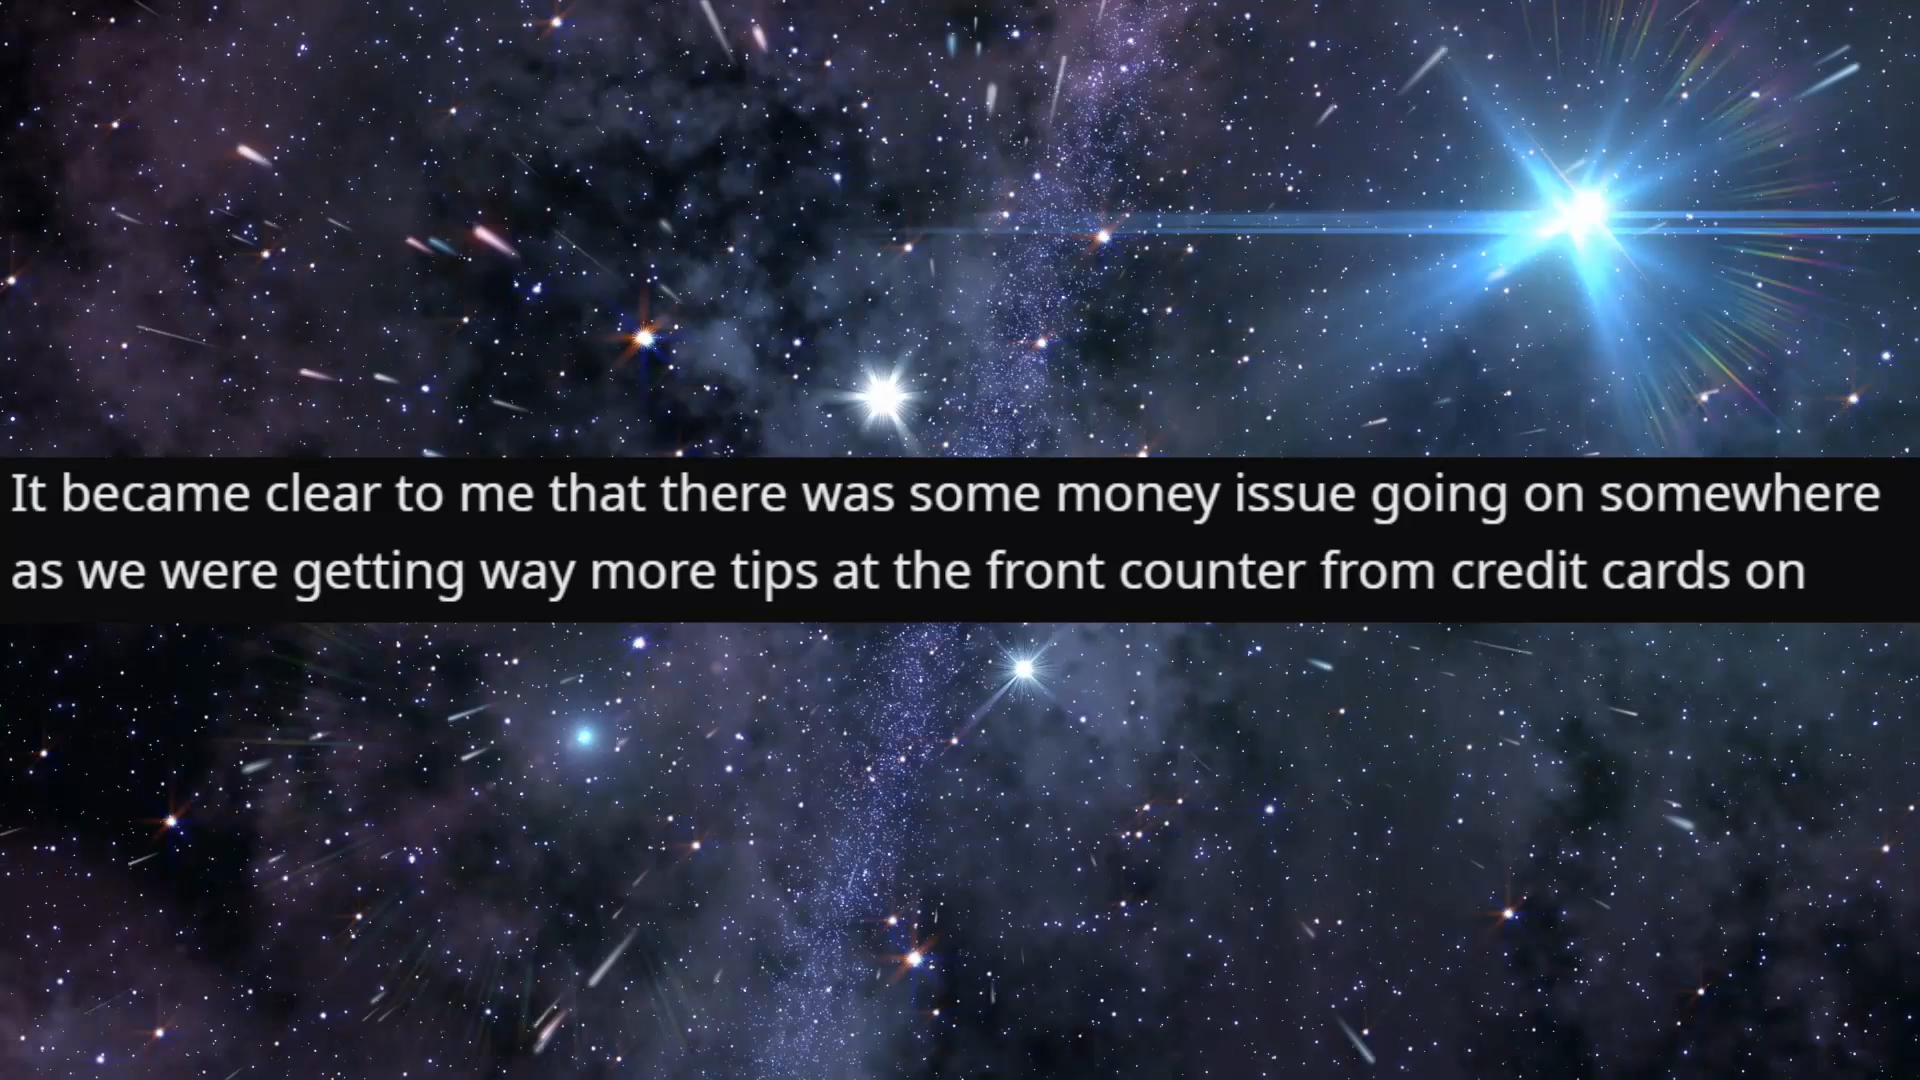 It became clear to me that there was some money issue going on somewhere
as we were getting way more tips at the front counter from credit cards on